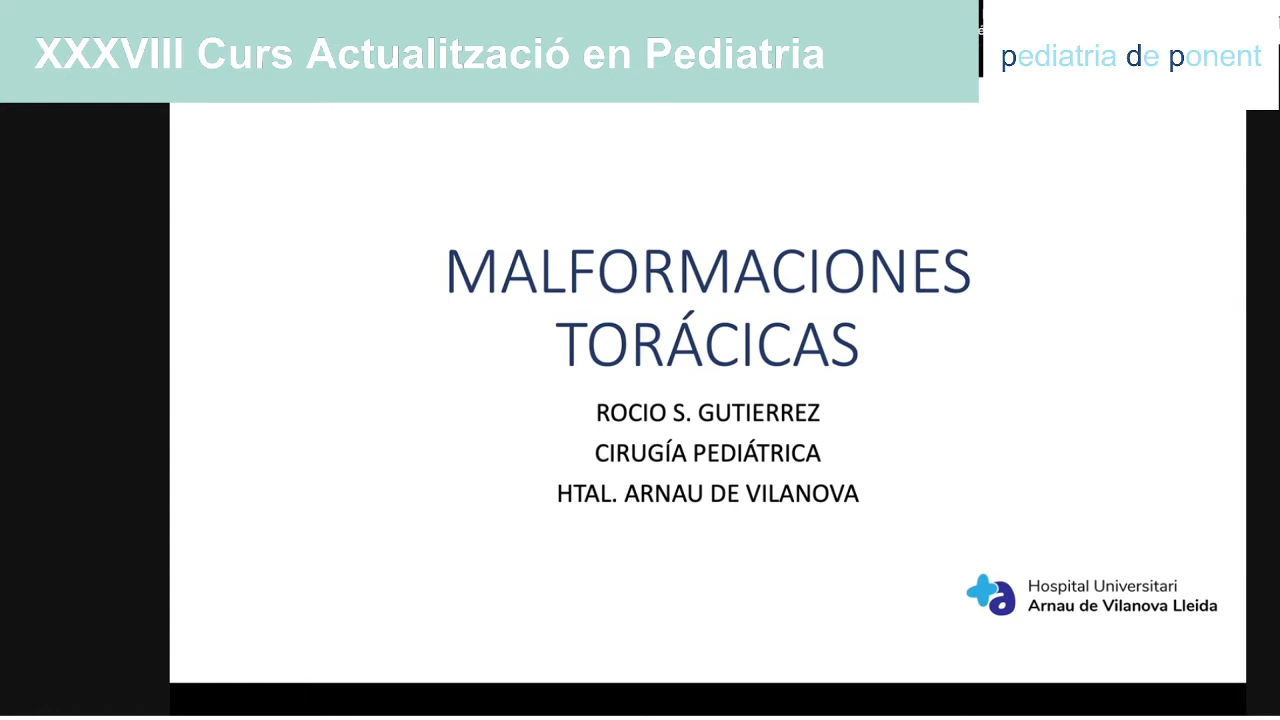 XXXVIII Curs Actualització en Pediatria
pediatria de ponent
MALFORMACIONES
TORÁCICAS
ROCIO S. GUTIERREZ
CIRUGÍA PEDIÁTRICA
HTAL. ARNAU DE VILANOVA
Hospital Universitari
Arnau de Vilanova Lleida